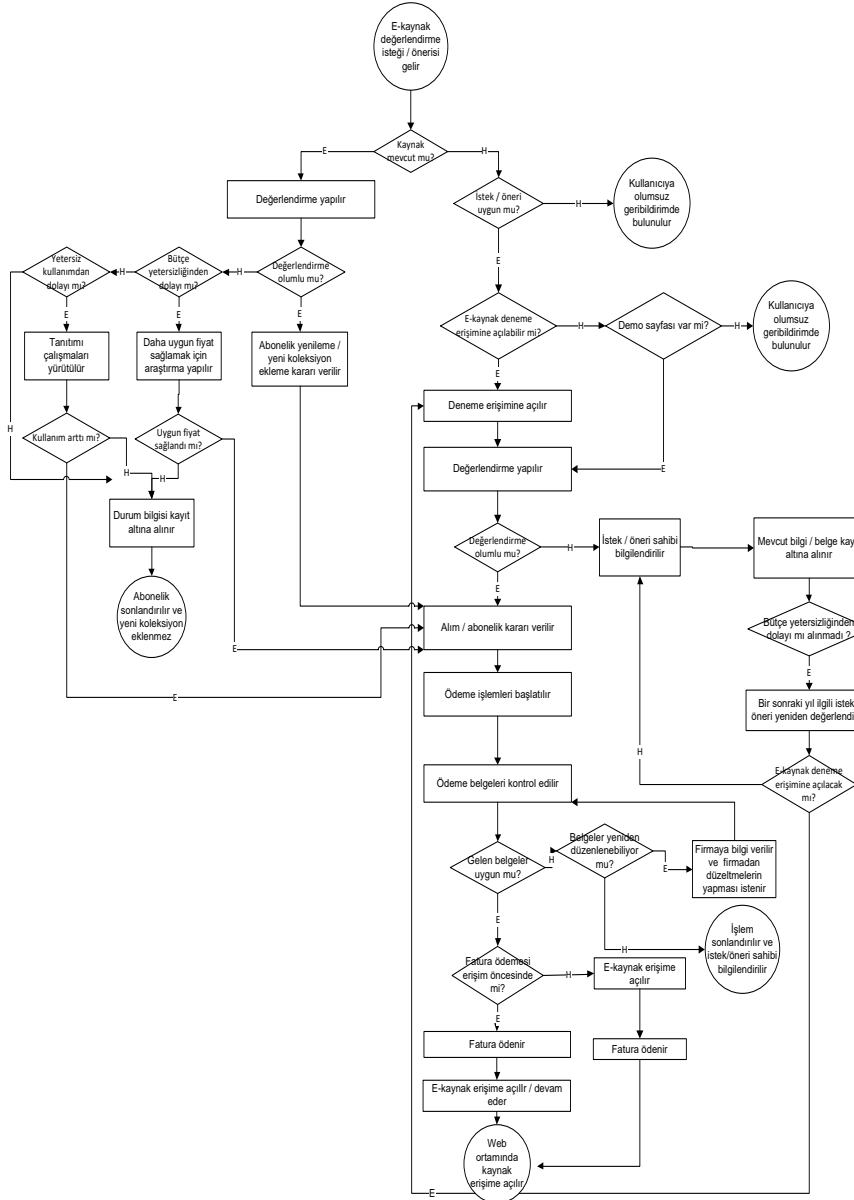 E-kaynak
değerlendirme
isteği / önerisi
gelir
Kaynak
mevcut mu?
E
H
Değerlendirme yapılır
İstek / öneri
uygun mu?
H
Kullanıcıya
olumsuz
geribildirimde
bulunulur
E
Yetersiz
kullanımdan
dolayı mı?
H
Bütçe
yetersizliğinden
dolayı mı?
H
Değerlendirme
olumlu mu?
E
E
E
E-kaynak deneme
erişimine açılabilir mi?
H
Demo sayfası var mi?
H
Kullanıcıya
olumsuz
geribildirimde
bulunulur
Tanıtımı
çalışmaları
yürütülür
Daha uygun fiyat
sağlamak için
araştırma yapılır
Abonelik yenileme /
yeni koleksiyon
ekleme kararı verilir
E
Deneme erişimine açılır
H
Kullanım arttı mı?
Uygun fiyat
sağlandı mı?
H
H
E
Değerlendirme yapılır
Durum bilgisi kayıt
altına alınır
Değerlendirme
olumlu mu?
H
İstek / öneri sahibi
bilgilendirilir
Mevcut bilgi / belge kay
altına alınır
Abonelik
sonlandırılır ve
yeni koleksiyon
eklenmez
E
Alım / abonelik kararı verilir
Bütçe yetersizliğinden
dolayı mı alınmadı ?
E
E
E
Ödeme işlemleri başlatılır
Bir sonraki yıl ilgili istek
öneri yeniden değerlendi
H
Ödeme belgeleri kontrol edilir
E-kaynak deneme
erişimine açılacak
mı?
Gelen belgeler
uygun mu?
H
Belgeler yeniden
düzenlenebiliyor
mu?
E
Firmaya bilgi verilir
ve firmadan
düzeltmelerin
yapması istenir
E
H
İşlem
sonlandırılır ve
istek/öneri sahibi
bilgilendirilir
Fatura ödemesi
erişim öncesinde
mi?
H
E-kaynak erişime
açılır
E
Fatura ödenir
Fatura ödenir
E-kaynak erişime açıllr / devam
eder
Web
ortamında
kaynak
erişime açılır
E